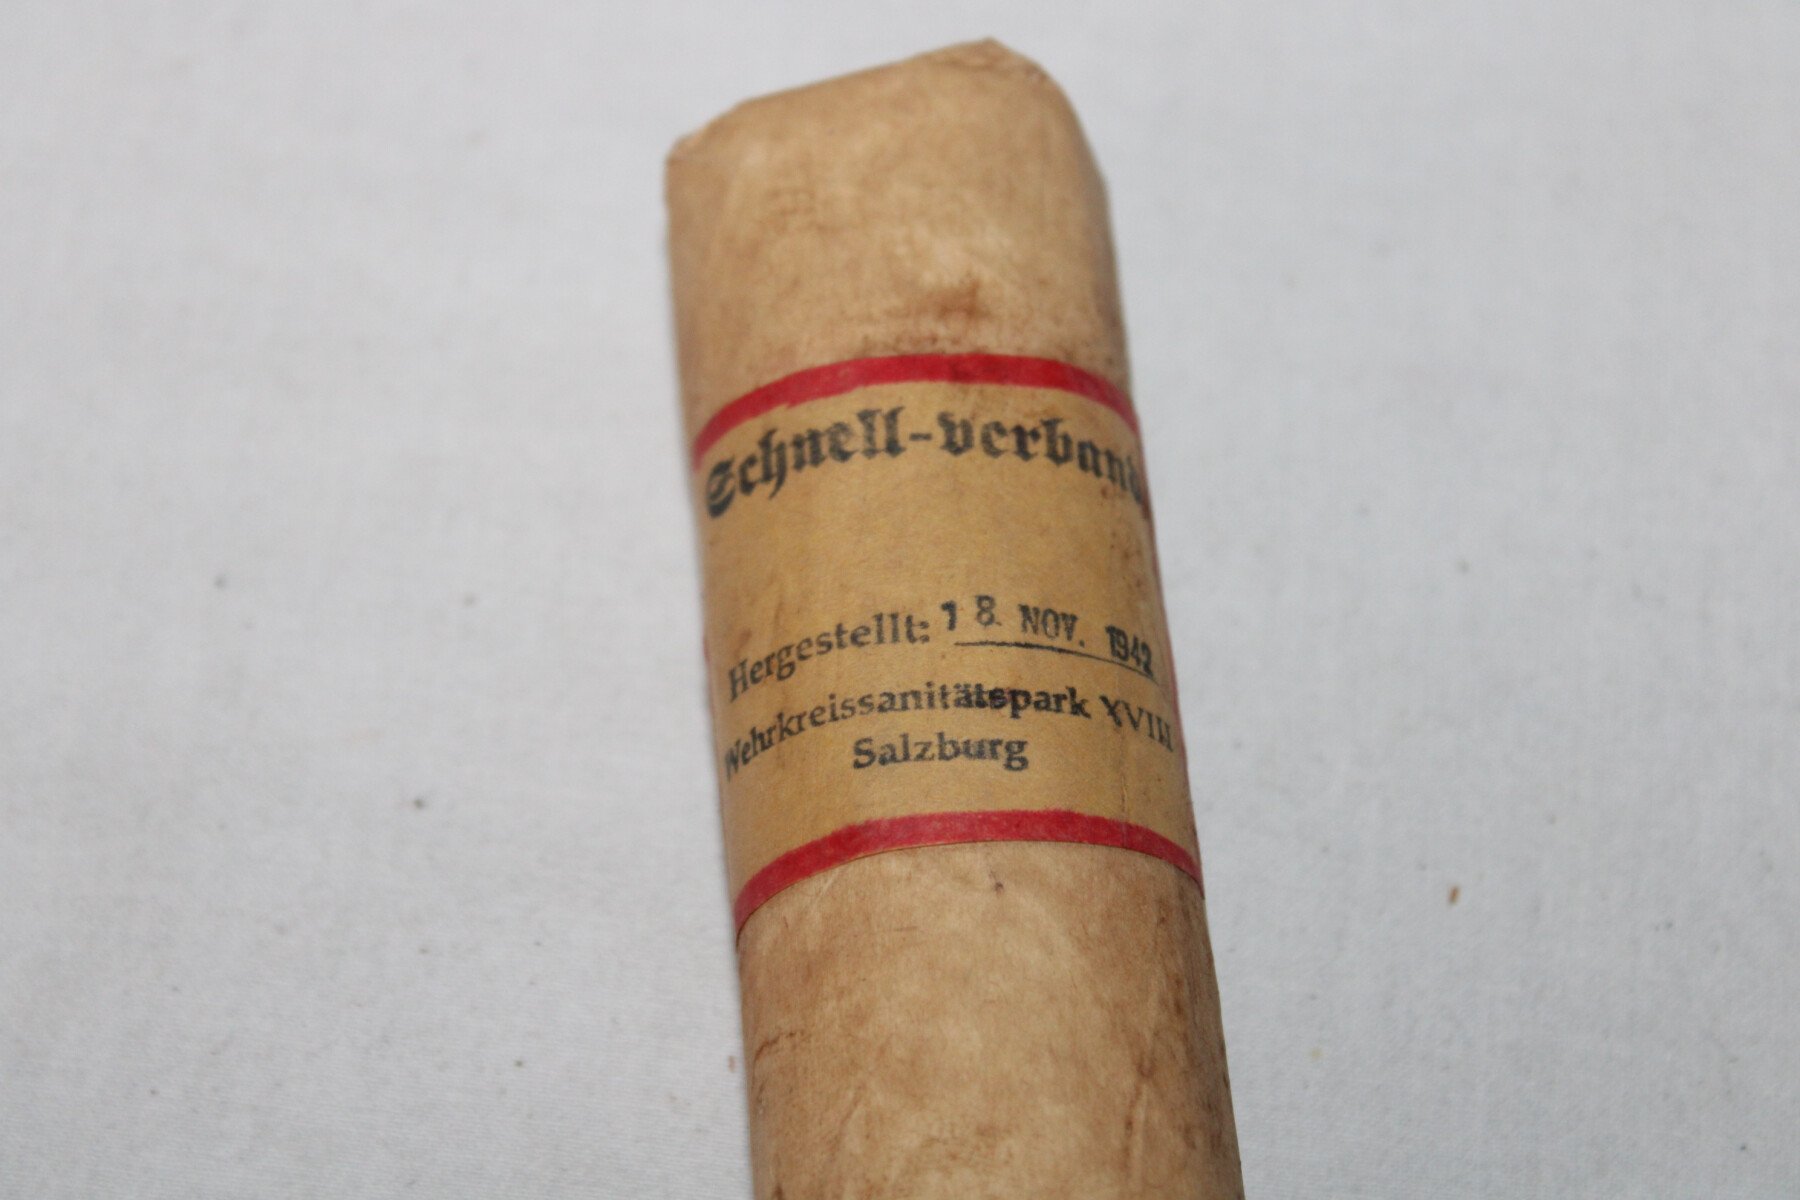 Schnell-verband
Hergestellt: 18. NOV. 1942
Wehrkreissanitätspark XVIII
Salzburg